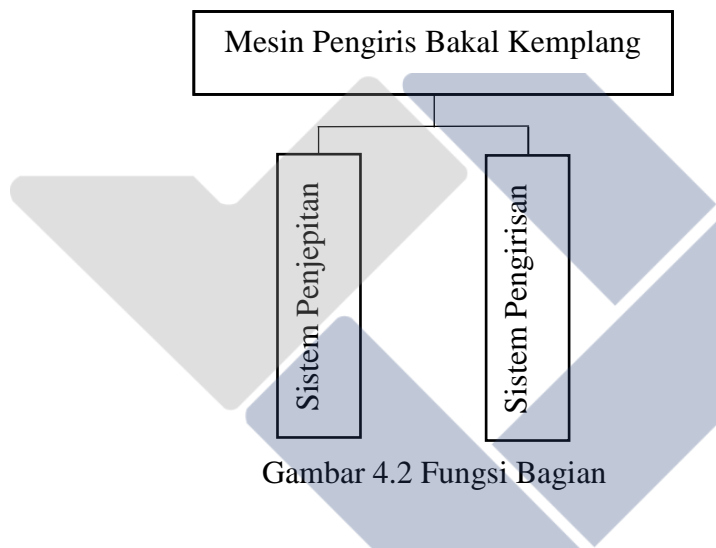 Mesin Pengiris Bakal Kemplang
Sistem Penjepitan
Sistem Pengirisan
Gambar 4.2 Fungsi Bagian